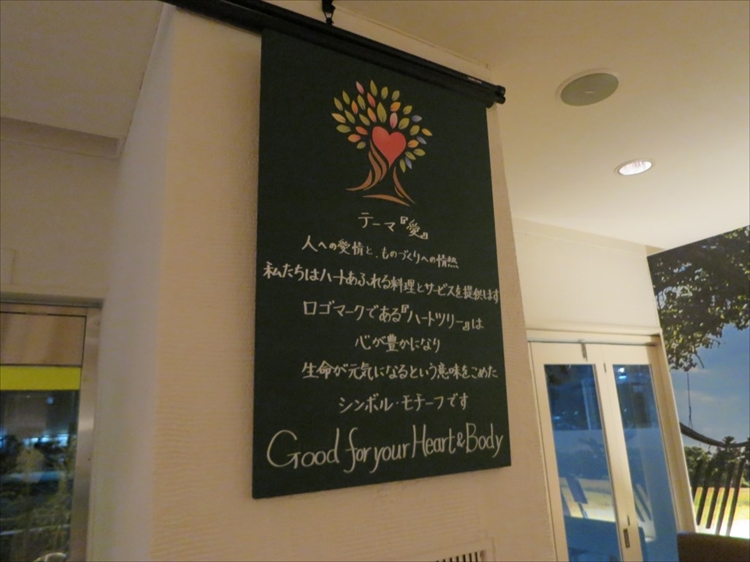 テーマ『愛』
人への愛情と、ものづくりへの情熱
私たちはハートあふれる料理とサービスを提供します
ロゴマークである『ハートツリー』は
心が豊かになり
生命が元気になるという意味をこめた
シンボル・モチーフです
Good for your Heart & Body